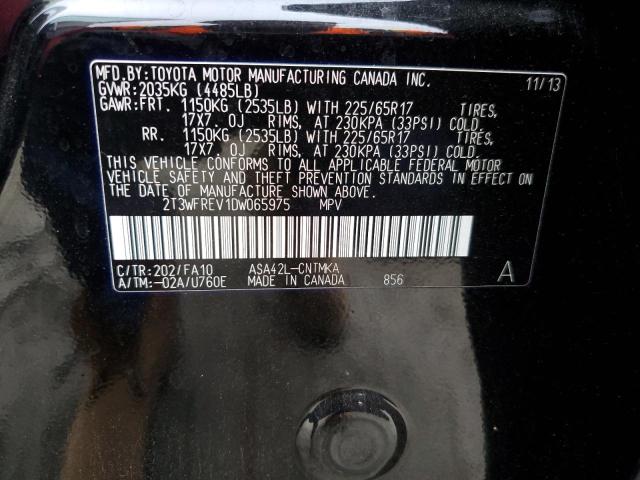 MFD.BY:TOYOTA MOTOR MANUFACTURING CANADA INC. 11/13
GVWR:2035KG (4485LB)
GAWR:FRT. 1150KG (2535LB) WITH 225/65R17 TIRES,
17X7.0J RIMS, AT 230KPA (33PSI) COLD.
RR. 1150KG (2535LB) WITH 225/65R17 TIRES,
17X7.0J RIMS, AT 230KPA (33PSI) COLD.
THIS VEHICLE CONFORMS TO ALL APPLICABLE FEDERAL MOTOR
VEHICLE SAFETY AND THEFT PREVENTION STANDARDS IN EFFECT ON
THE DATE OF MANUFACTURE SHOWN ABOVE.
2T3WFREV1DW065975 MPV
C/TR:202/FA10 ASA42L-CNTMKA A
A/TM:-02A/U760E MADE IN CANADA 856